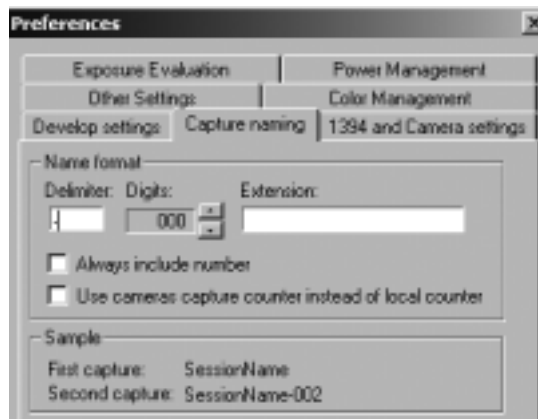 Preferences
Exposure Evaluation Power Management
Other Settings Color Management
Develop settings Capture naming 1394 and Camera settings
Name format
Delimiter: Digits: Extension:
- 000
Always include number
Use cameras capture counter instead of local counter
Sample
First capture: SessionName
Second capture: SessionName-002